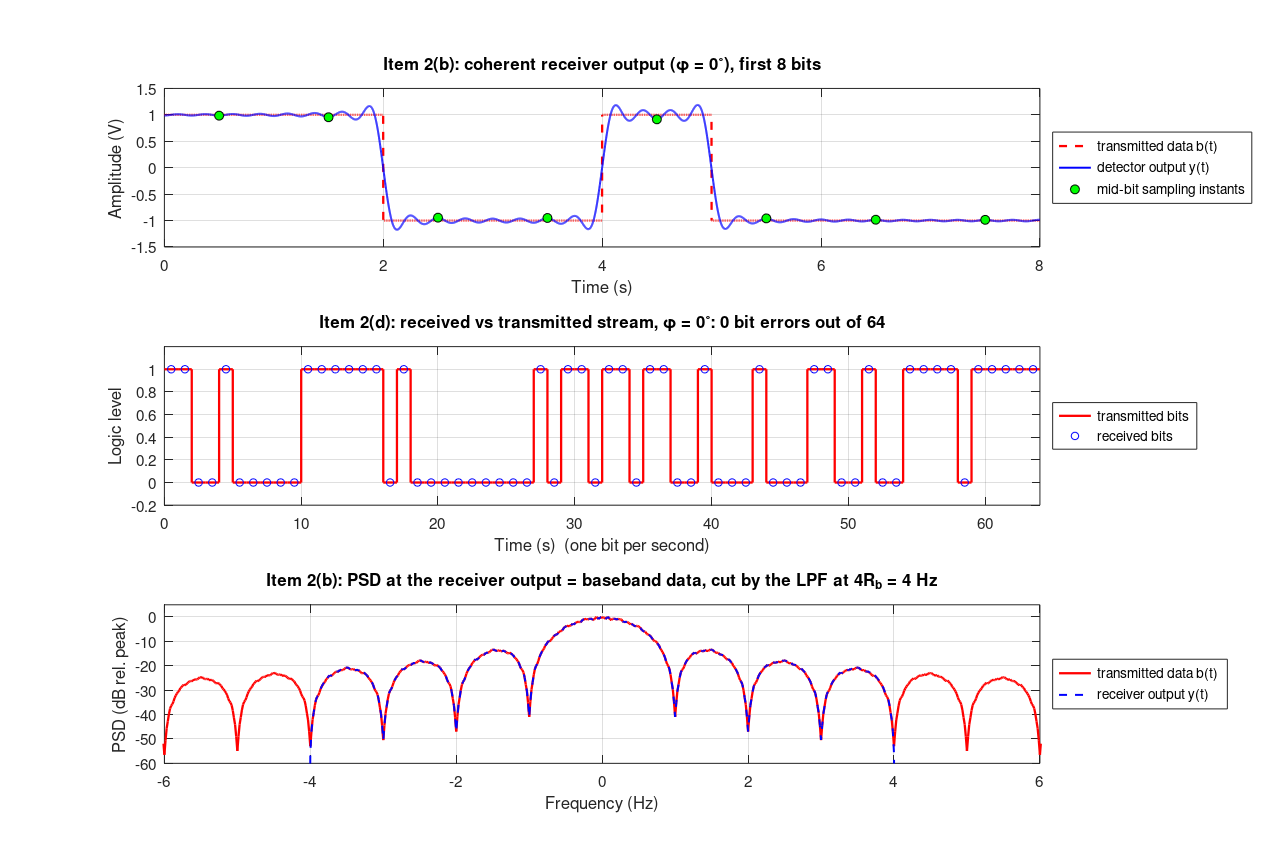 Item 2(b): coherent receiver output (φ = 0°), first 8 bits
1.5
1
0.5
0
-0.5
-1
-1.5
Amplitude (V)
0 2 4 6 8
Time (s)
transmitted data b(t)
detector output y(t)
mid-bit sampling instants
Item 2(d): received vs transmitted stream, φ = 0°: 0 bit errors out of 64
1
0.8
0.6
0.4
0.2
0
-0.2
Logic level
0 10 20 30 40 50 60
Time (s) (one bit per second)
transmitted bits
received bits
Item 2(b): PSD at the receiver output = baseband data, cut by the LPF at 4R_b = 4 Hz
0
-10
-20
-30
-40
-50
-60
PSD (dB rel. peak)
-6 -4 -2 0 2 4 6
Frequency (Hz)
transmitted data b(t)
receiver output y(t)